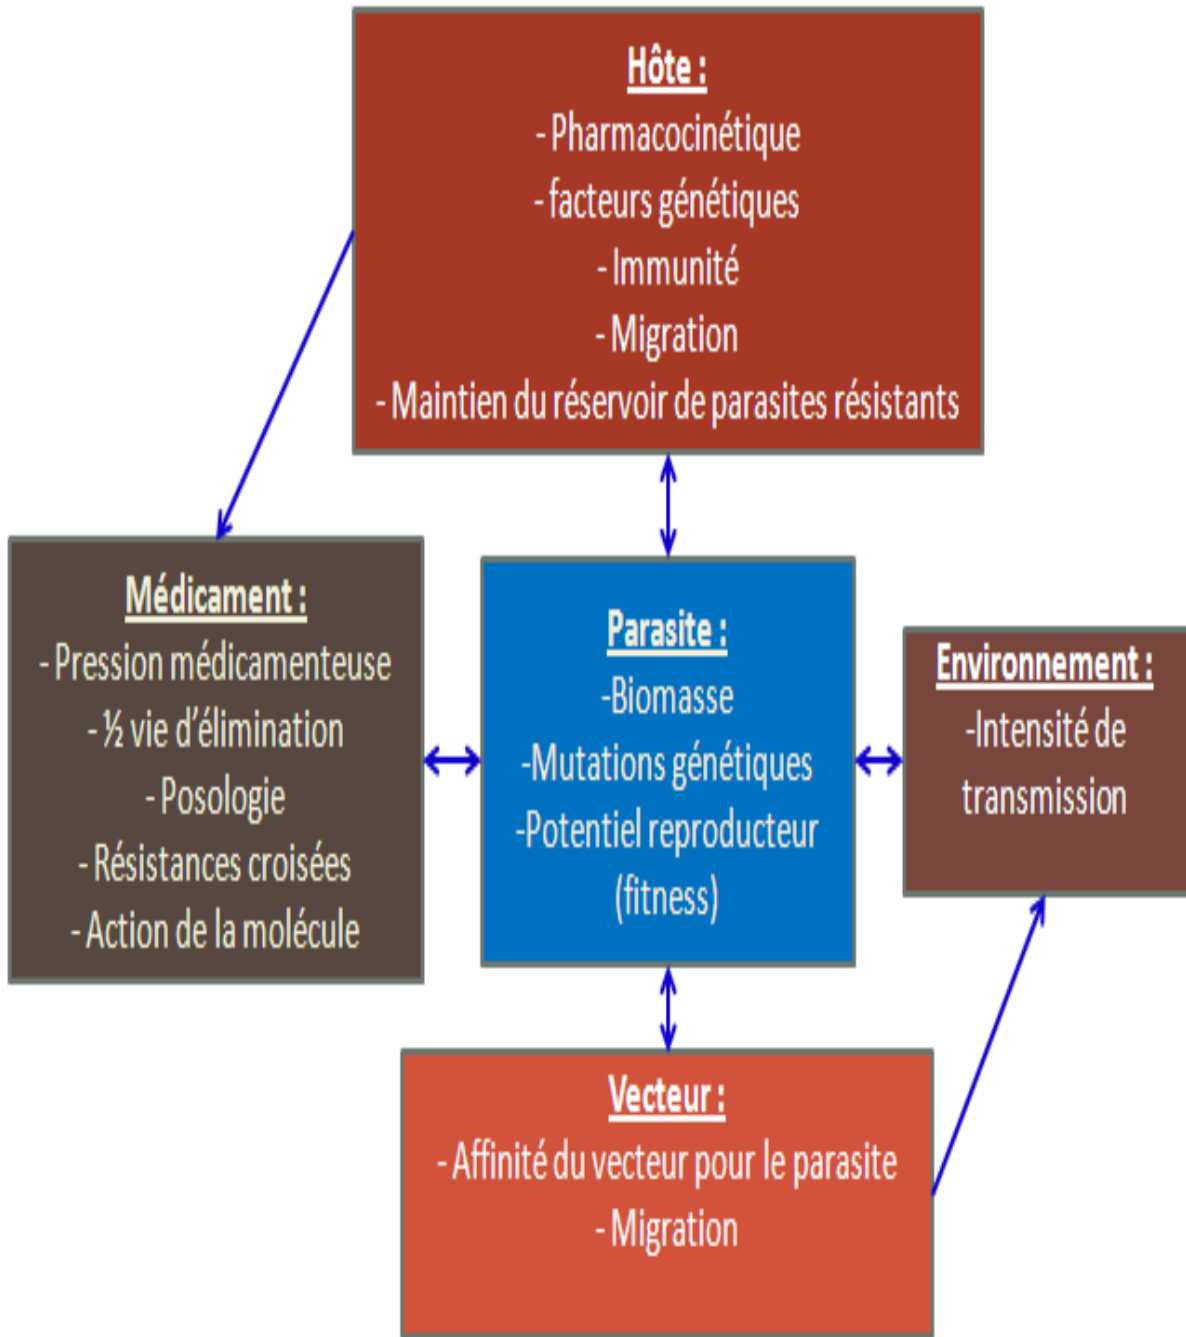 Hôte :
- Pharmacocinétique
- facteurs génétiques
- Immunité
- Migration
- Maintien du réservoir de parasites résistants
Médicament :
- Pression médicamenteuse
- ½ vie d’élimination
- Posologie
- Résistances croisées
- Action de la molécule
Parasite :
-Biomasse
-Mutations génétiques
-Potentiel reproducteur
(fitness)
Environnement :
-Intensité de
transmission
Vecteur :
- Affinité du vecteur pour le parasite
- Migration